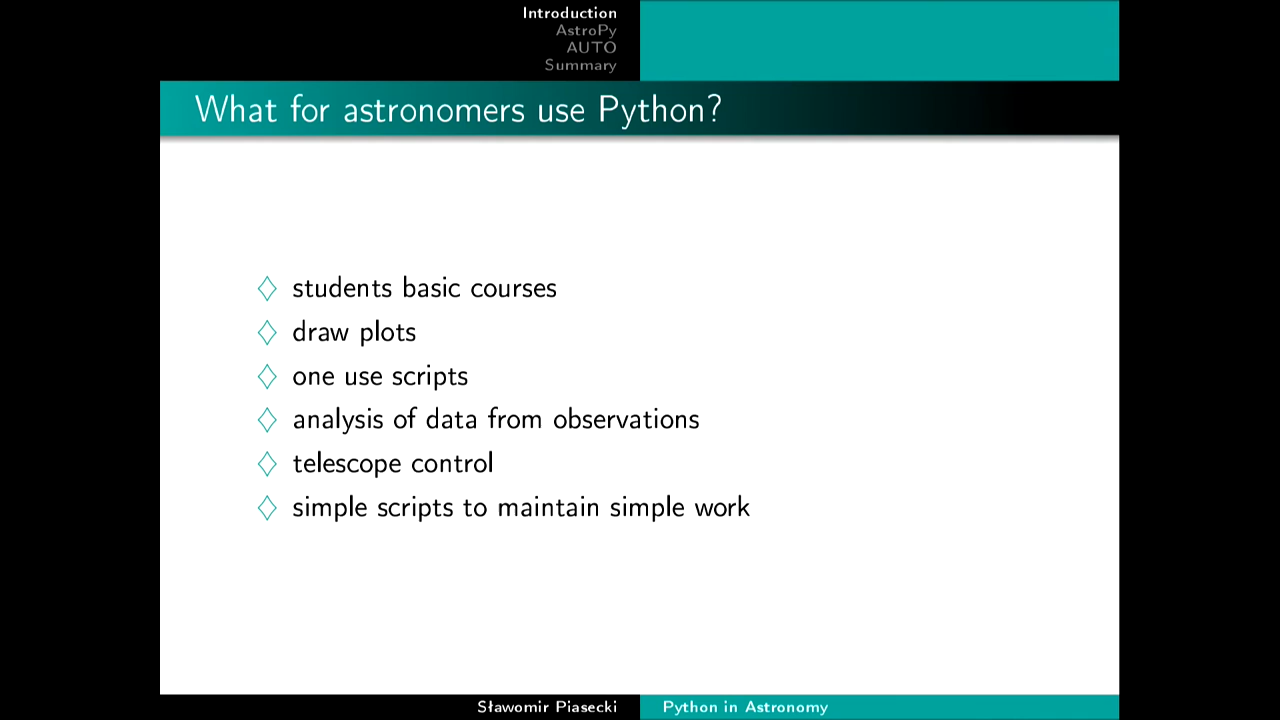 Introduction
AstroPy
AUTO
Summary
What for astronomers use Python?
students basic courses
draw plots
one use scripts
analysis of data from observations
telescope control
simple scripts to maintain simple work
Sławomir Piasecki
Python in Astronomy